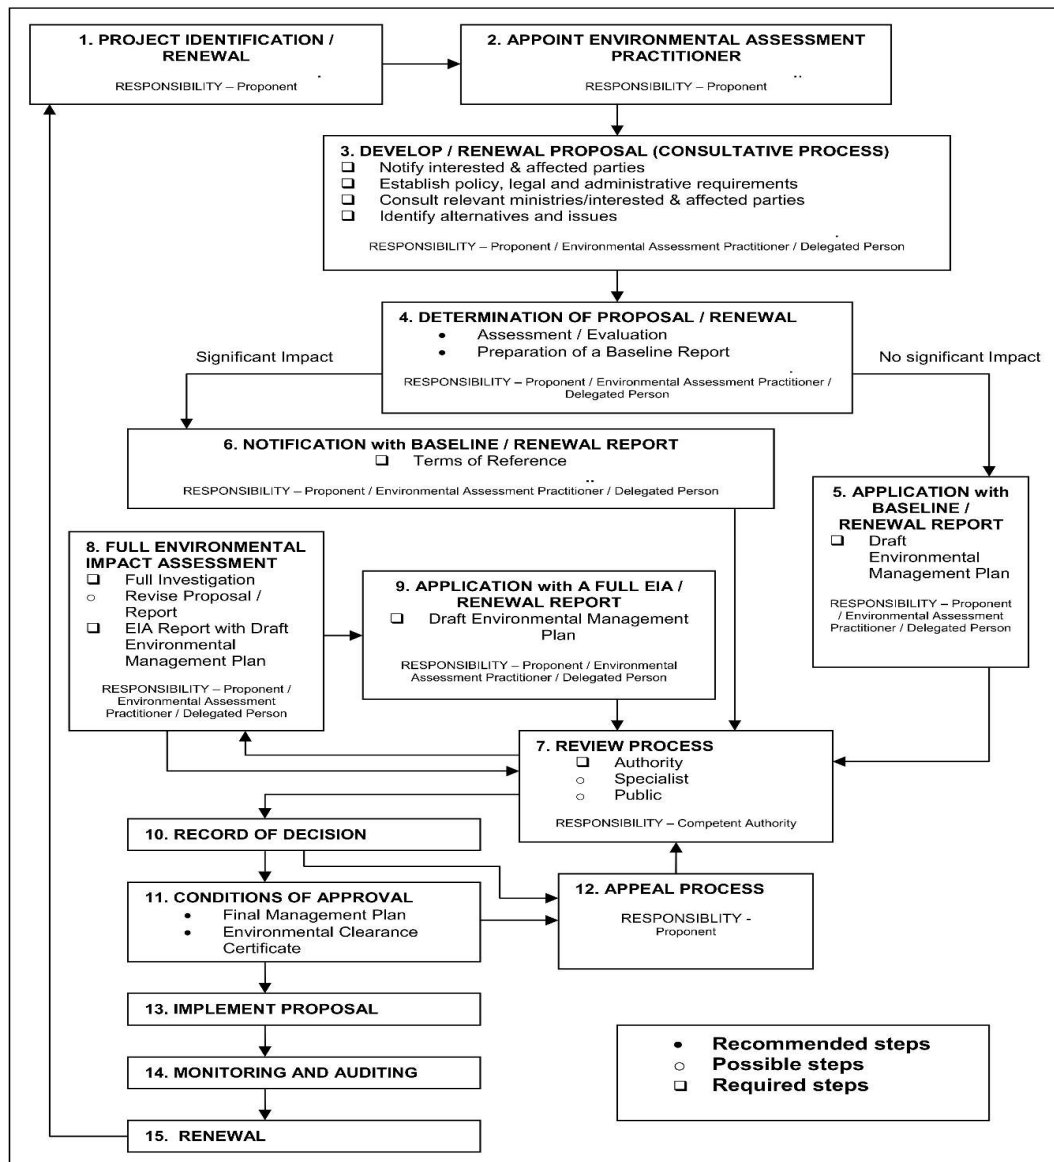 1. PROJECT IDENTIFICATION /
RENEWAL
RESPONSIBILITY – Proponent
2. APPOINT ENVIRONMENTAL ASSESSMENT
PRACTITIONER
RESPONSIBILITY – Proponent
3. DEVELOP / RENEWAL PROPOSAL (CONSULTATIVE PROCESS)
❑ Notify interested & affected parties
❑ Establish policy, legal and administrative requirements
❑ Consult relevant ministries/interested & affected parties
❑ Identify alternatives and issues
RESPONSIBILITY – Proponent / Environmental Assessment Practitioner / Delegated Person
4. DETERMINATION OF PROPOSAL / RENEWAL
• Assessment / Evaluation
• Preparation of a Baseline Report
RESPONSIBILITY – Proponent / Environmental Assessment Practitioner /
Delegated Person
Significant Impact
No significant Impact
6. NOTIFICATION with BASELINE / RENEWAL REPORT
❑ Terms of Reference
RESPONSIBILITY – Proponent / Environmental Assessment Practitioner / Delegated Person
5. APPLICATION with
BASELINE /
RENEWAL REPORT
❑ Draft
Environmental
Management Plan
RESPONSIBILITY – Proponent
/ Environmental Assessment
Practitioner / Delegated Person
8. FULL ENVIRONMENTAL
IMPACT ASSESSMENT
❑ Full Investigation
○ Revise Proposal /
Report
❑ EIA Report with Draft
Environmental
Management Plan
RESPONSIBILITY – Proponent /
Environmental Assessment
Practitioner / Delegated Person
9. APPLICATION with A FULL EIA /
RENEWAL REPORT
❑ Draft Environmental Management
Plan
RESPONSIBILITY – Proponent / Environmental
Assessment Practitioner / Delegated Person
7. REVIEW PROCESS
❑ Authority
○ Specialist
○ Public
RESPONSIBILITY – Competent Authority
10. RECORD OF DECISION
11. CONDITIONS OF APPROVAL
• Final Management Plan
• Environmental Clearance
Certificate
12. APPEAL PROCESS
RESPONSIBLITY -
Proponent
13. IMPLEMENT PROPOSAL
14. MONITORING AND AUDITING
15. RENEWAL
• Recommended steps
○ Possible steps
❑ Required steps